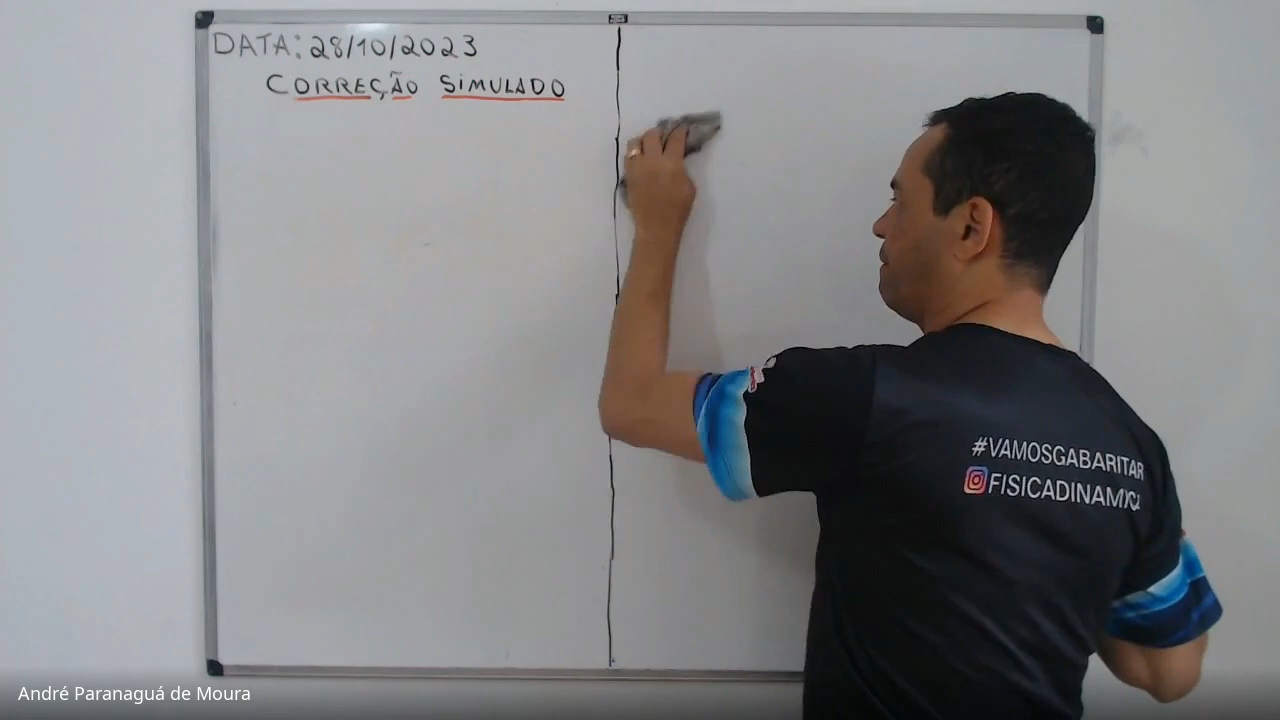 DATA: 28/10/2023
CORREÇÃO SIMULADO
#VAMOSGABARITAR
FISICADINAMICA
André Paranaguá de Moura